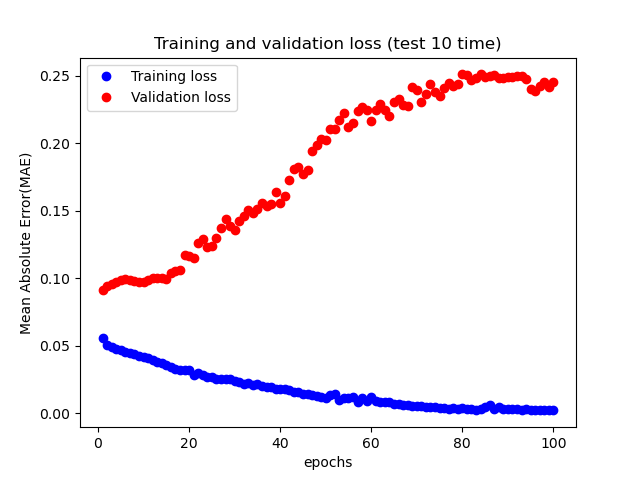 Training and validation loss (test 10 time)
Training loss
Validation loss
Mean Absolute Error(MAE)
0.25
0.20
0.15
0.10
0.05
0.00
0 20 40 60 80 100
epochs